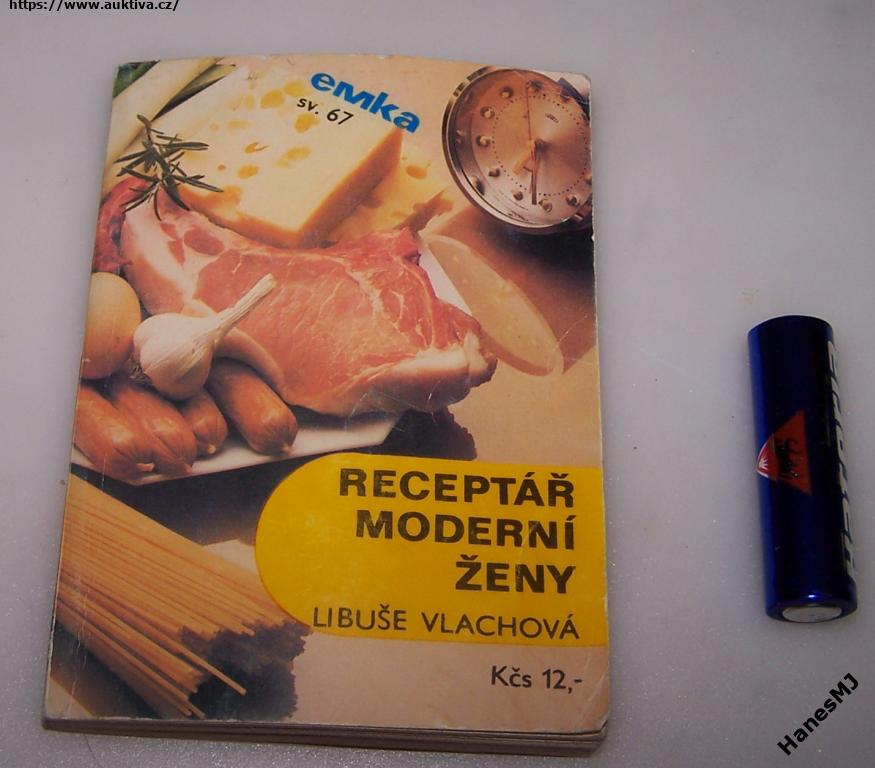 https://www.auktiva.cz/
emka
sv. 67
RECEPTÁŘ
MODERNÍ
ŽENY
LIBUŠE VLACHOVÁ
Kčs 12,-
HanesMJ